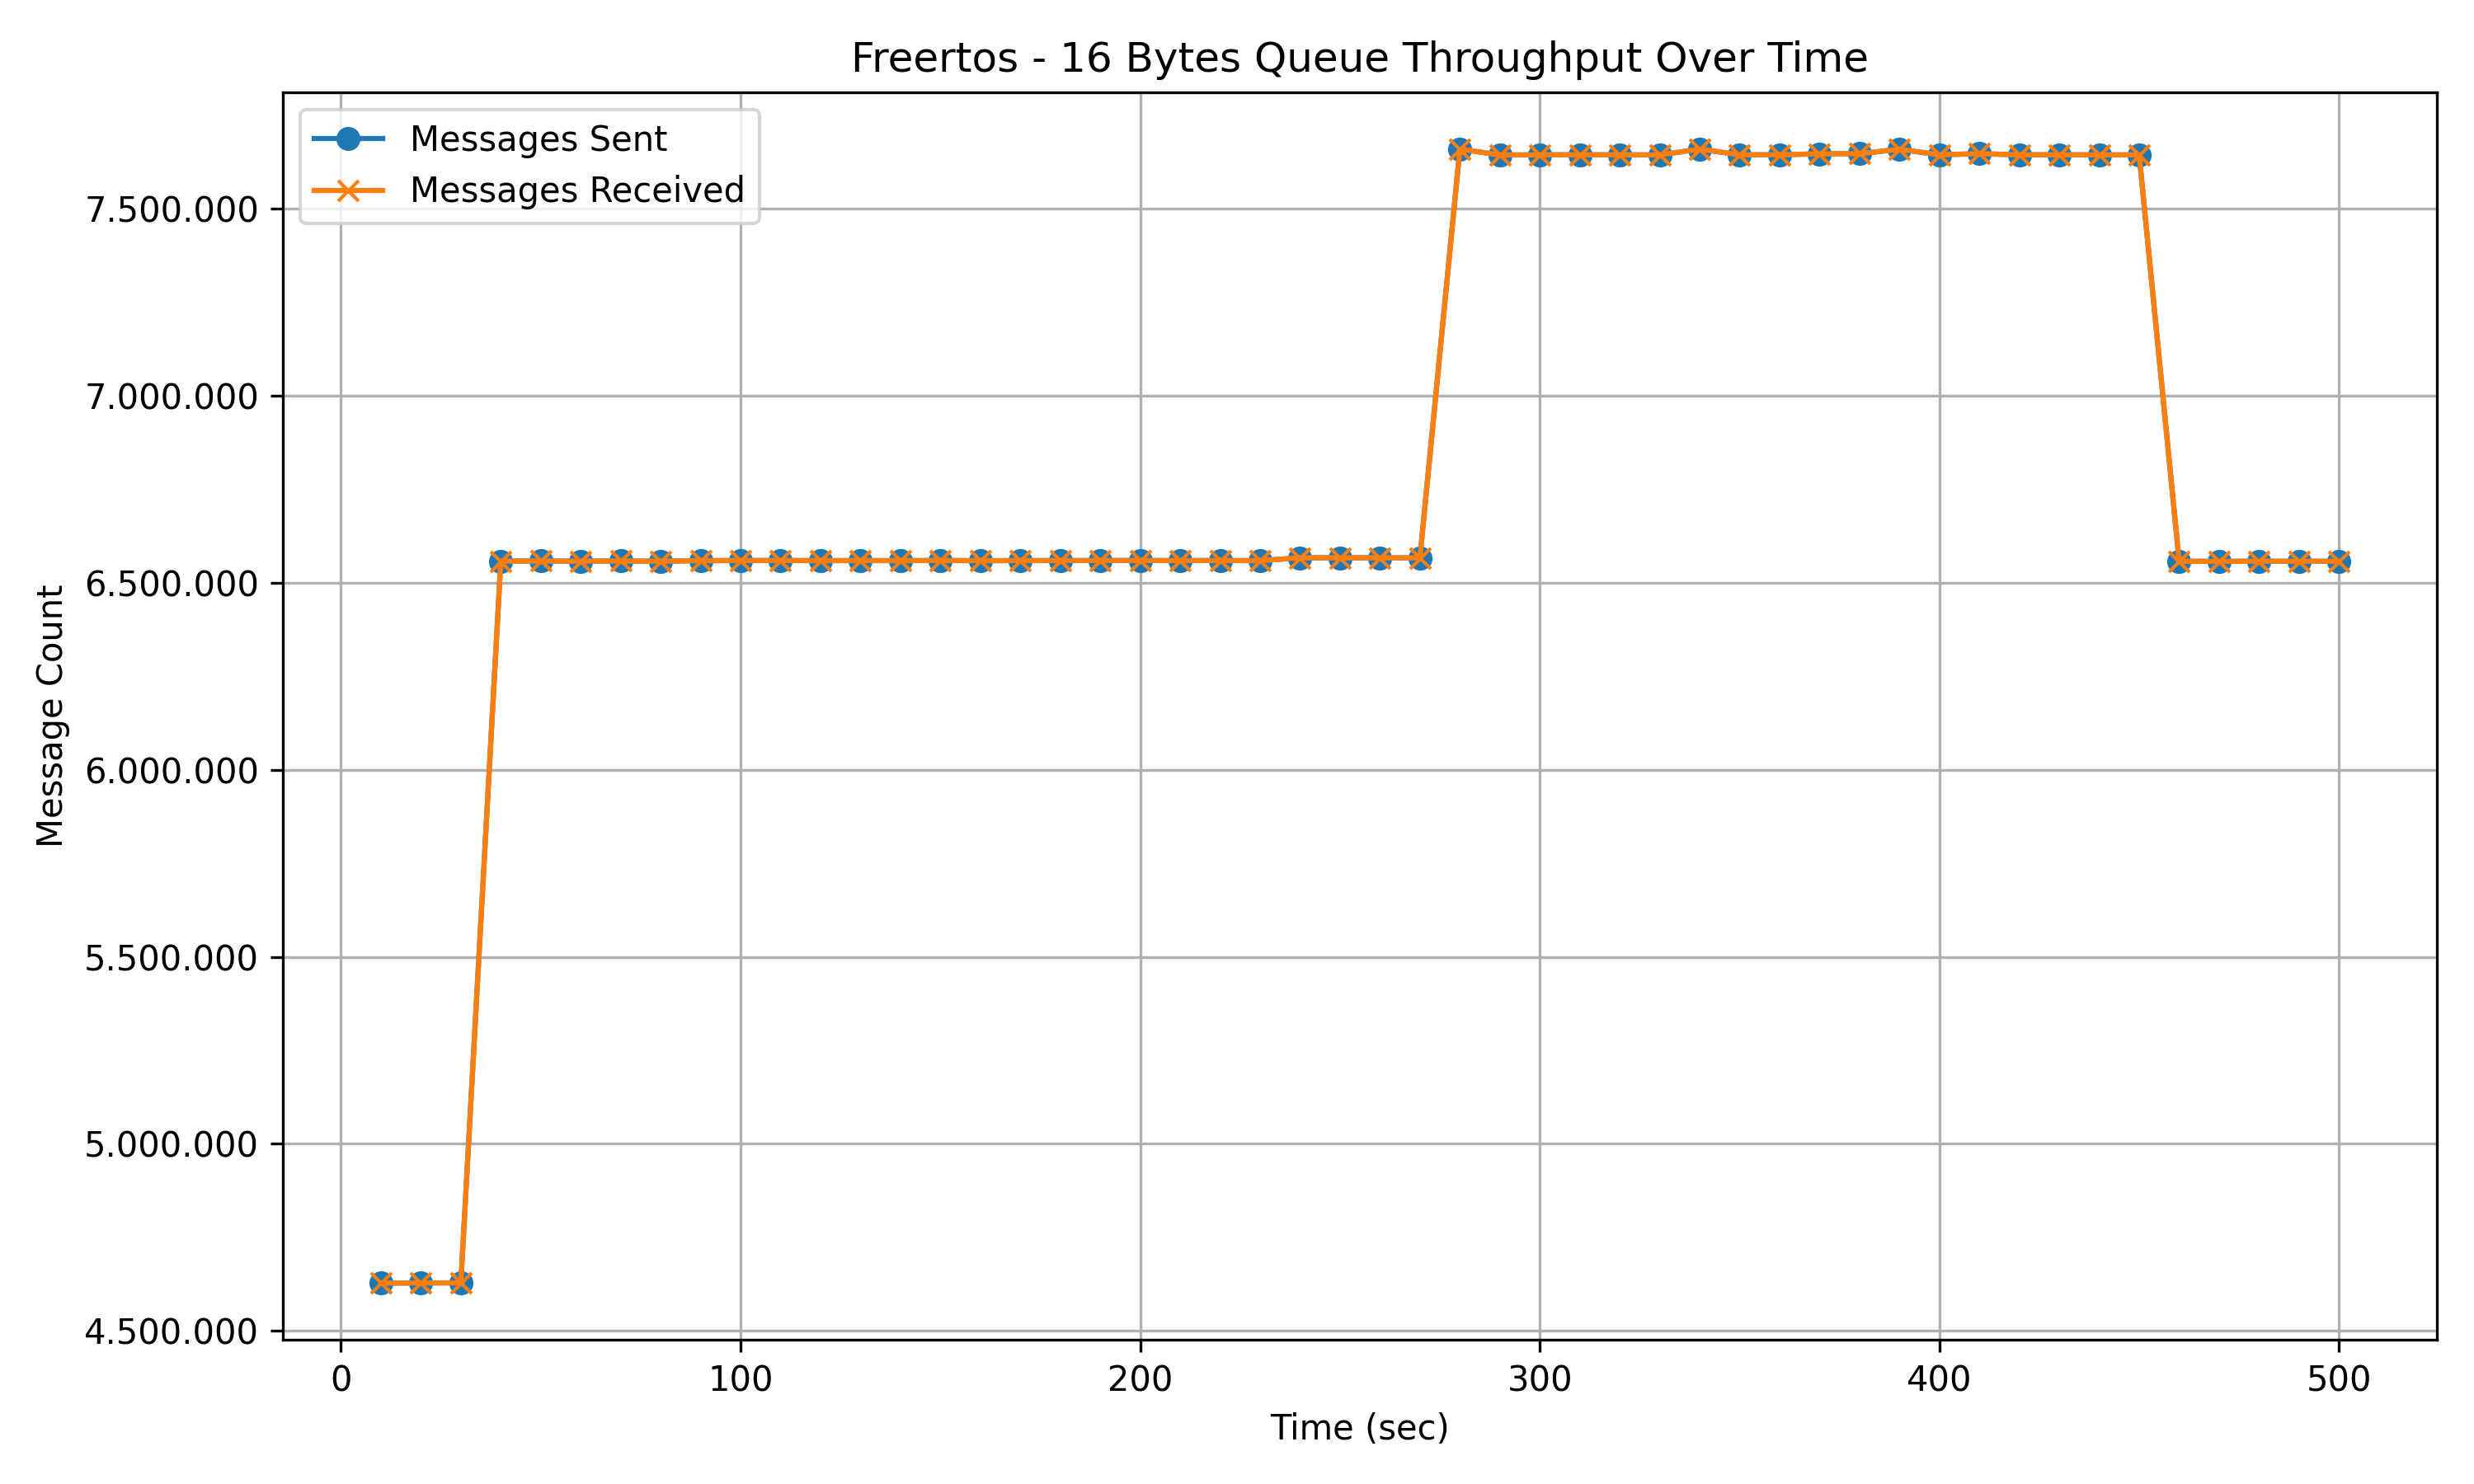 Freertos - 16 Bytes Queue Throughput Over Time
Messages Sent
Messages Received
7.500.000
7.000.000
6.500.000
6.000.000
5.500.000
5.000.000
4.500.000
Message Count
0 100 200 300 400 500
Time (sec)